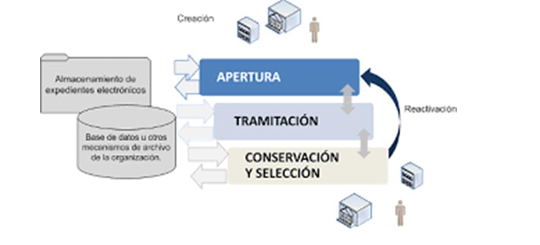 Creación
Almacenamiento de
expedientes electrónicos
APERTURA
Reactivación
TRAMITACIÓN
Base de datos u otros
mecanismos de archivo
de la organización.
CONSERVACIÓN
Y SELECCIÓN